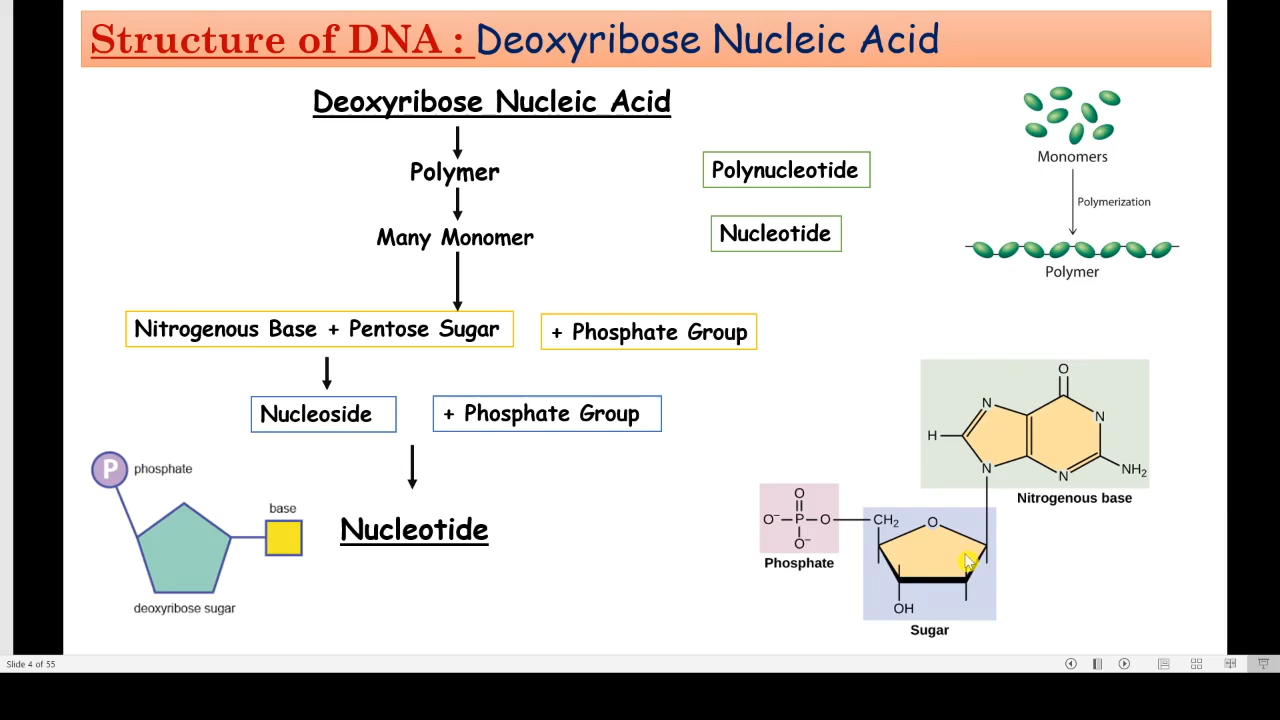 Structure of DNA : Deoxyribose Nucleic Acid
Deoxyribose Nucleic Acid
Polymer
Polynucleotide
Many Monomer
Nucleotide
Monomers
Polymerization
Polymer
Nitrogenous Base + Pentose Sugar
+ Phosphate Group
Nucleoside
+ Phosphate Group
Nucleotide
P phosphate
base
deoxyribose sugar
O
N
N
H
N
N
NH2
Nitrogenous base
O
O– P O CH2
O–
Phosphate
O
OH
Sugar
Slide 4 of 55